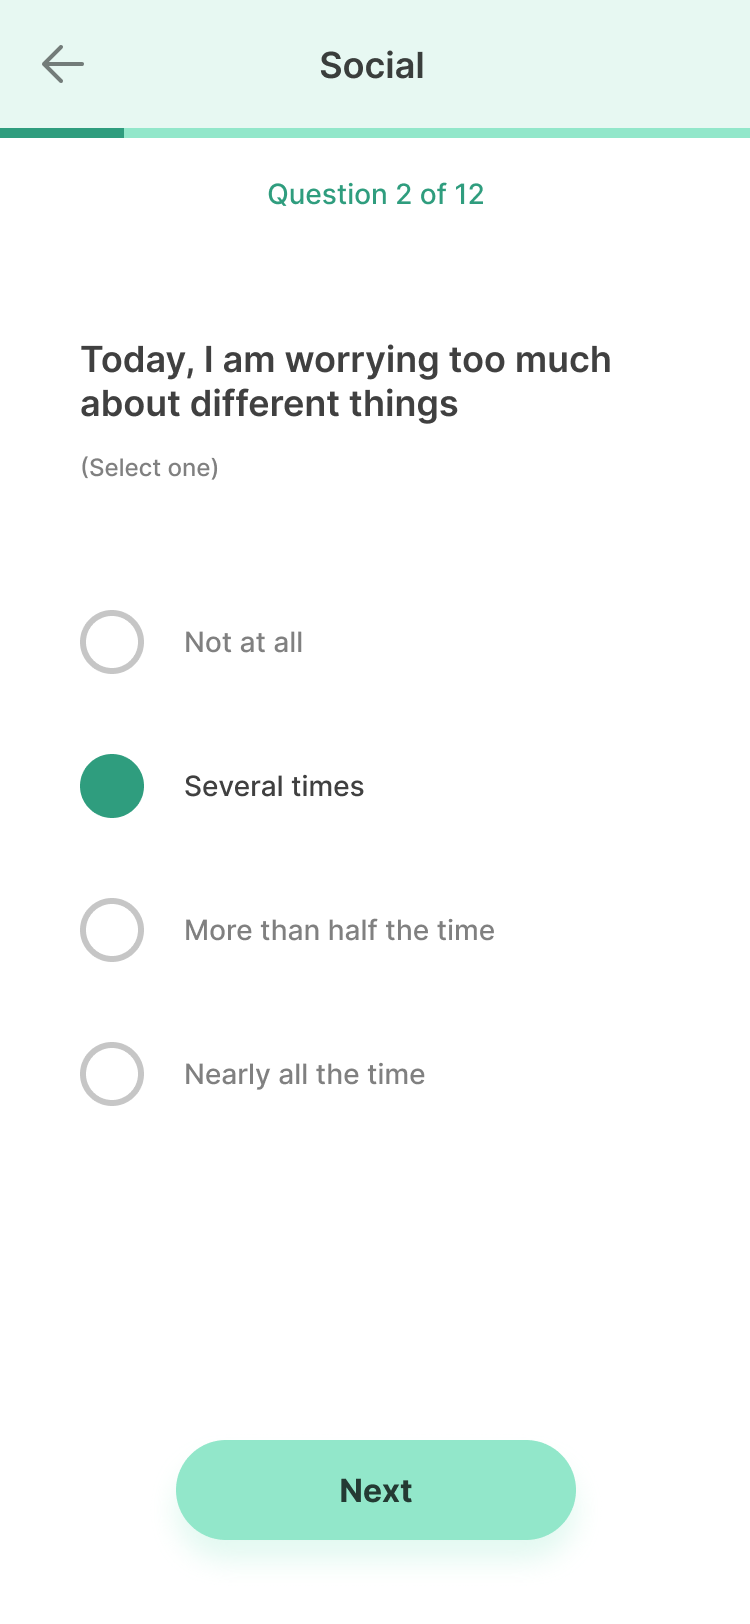 Social
Question 2 of 12
Today, I am worrying too much
about different things
(Select one)
Not at all
Several times
More than half the time
Nearly all the time
Next